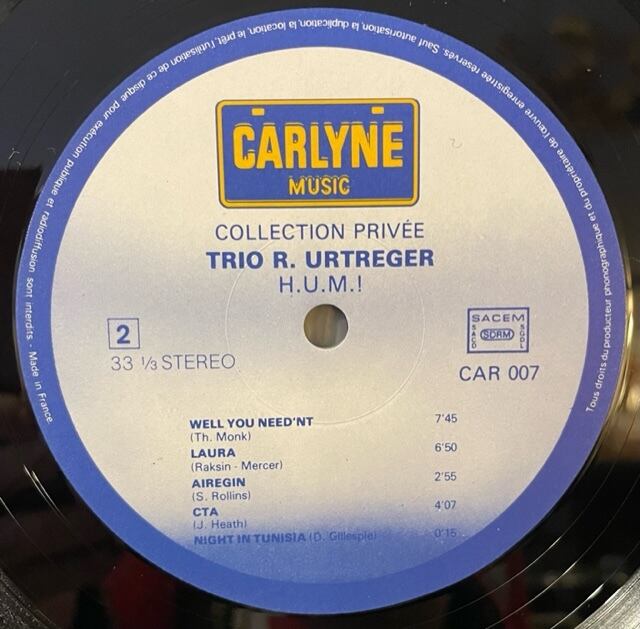 CARLYNE
MUSIC
COLLECTION PRIVÉE
TRIO R. URTREGER
H.U.M.!
2
33 1/3 STEREO
SACEM
SACD SDRM SGDL
CAR 007
WELL YOU NEED'NT 7'45
(Th. Monk)
LAURA 6'50
(Raksin - Mercer)
AIREGIN 2'55
(S. Rollins)
CTA 4'07
(J. Heath)
NIGHT IN TUNISIA (D. Gillespie) 0'15
Tous droits du producteur phonographique et du propriétaire de l'œuvre enregistrée réservés. Sauf autorisation, la duplication, la location, le prêt, l'utilisation de ce disque pour exécution publique et radiodiffusion sont interdits - Made in France